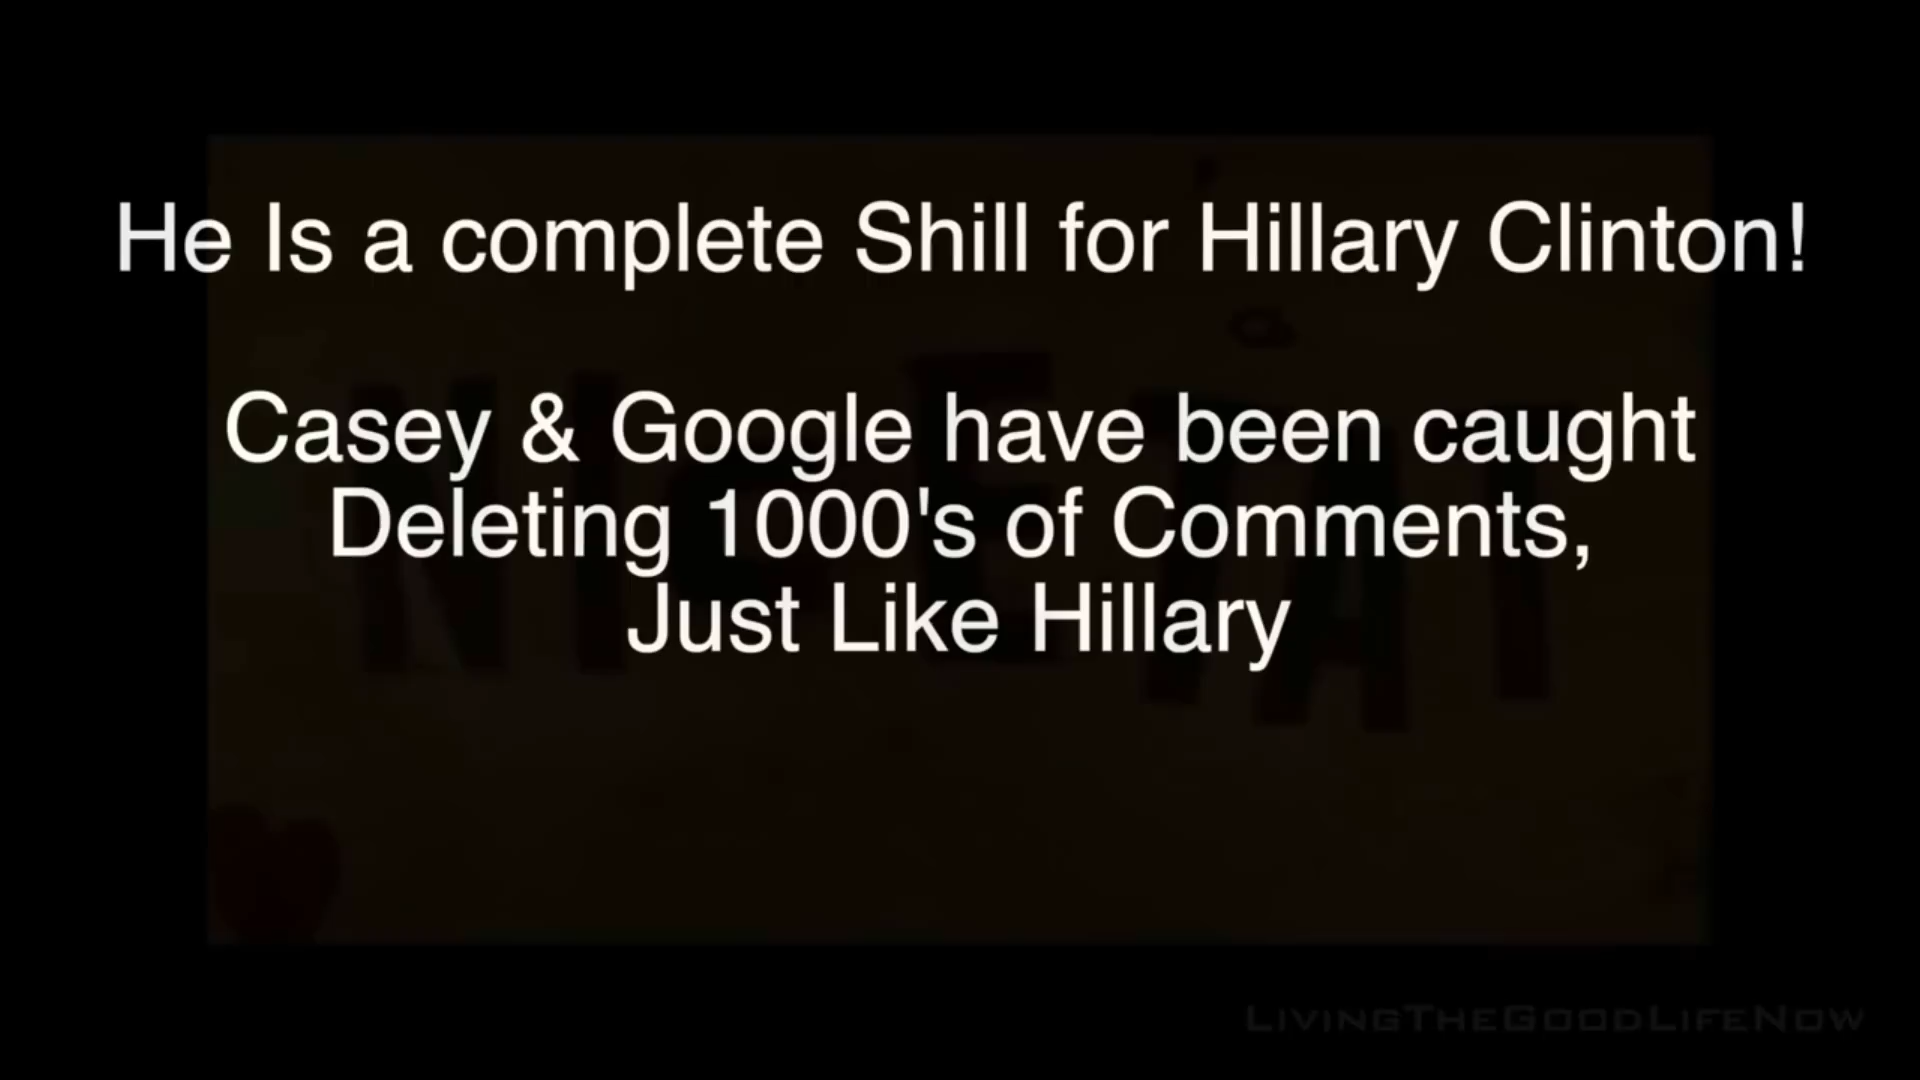 He Is a complete Shill for Hillary Clinton!
Casey & Google have been caught
Deleting 1000's of Comments,
Just Like Hillary
LivingTheGoodLifeNow